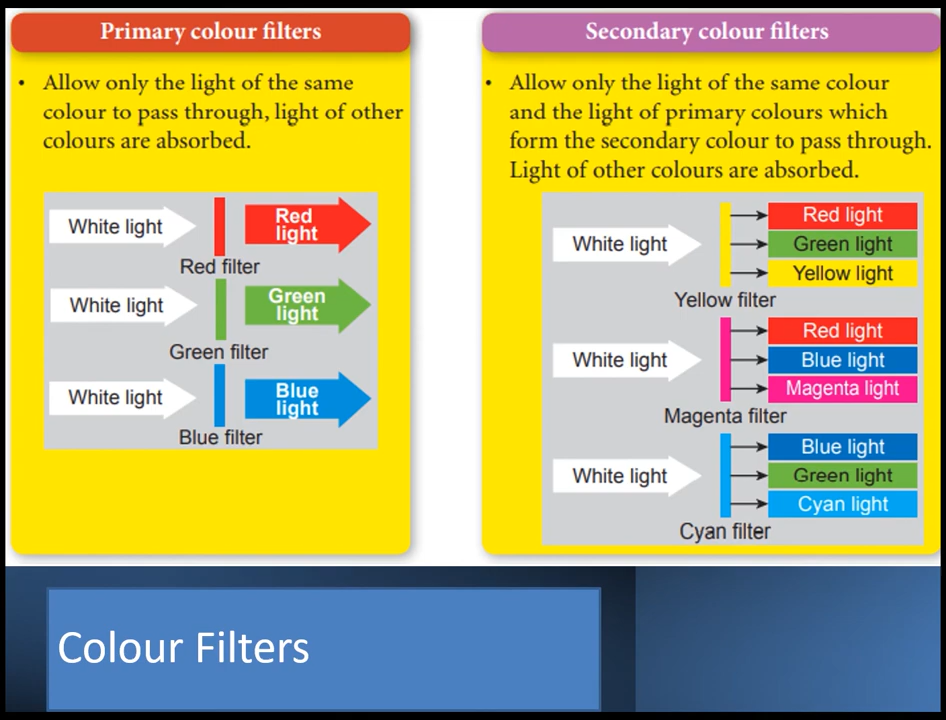 Primary colour filters
• Allow only the light of the same
colour to pass through, light of other
colours are absorbed.
White light
Red
light
Red filter
White light
Green
light
Green filter
White light
Blue
light
Blue filter
Secondary colour filters
• Allow only the light of the same colour
and the light of primary colours which
form the secondary colour to pass through.
Light of other colours are absorbed.
White light
Red light
Green light
Yellow light
Yellow filter
White light
Red light
Blue light
Magenta light
Magenta filter
White light
Blue light
Green light
Cyan light
Cyan filter
Colour Filters